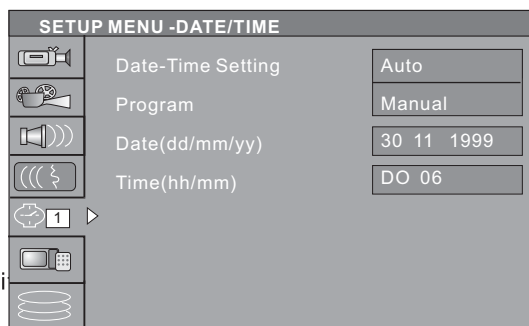 SETUP MENU -DATE/TIME
Date-Time Setting Auto
Program Manual
Date(dd/mm/yy) 30 11 1999
Time(hh/mm) DO 06
1
i